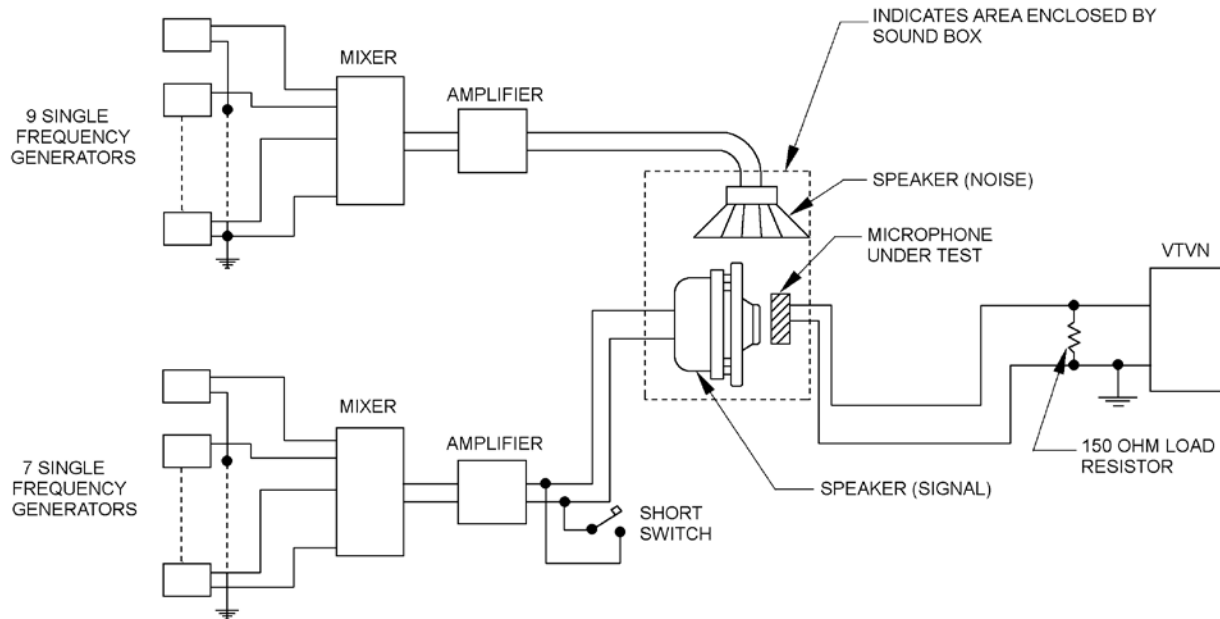 INDICATES AREA ENCLOSED BY
SOUND BOX
MIXER
AMPLIFIER
9 SINGLE
FREQUENCY
GENERATORS
SPEAKER (NOISE)
MICROPHONE
UNDER TEST
VTVN
MIXER
AMPLIFIER
7 SINGLE
FREQUENCY
GENERATORS
SHORT
SWITCH
SPEAKER (SIGNAL)
150 OHM LOAD
RESISTOR